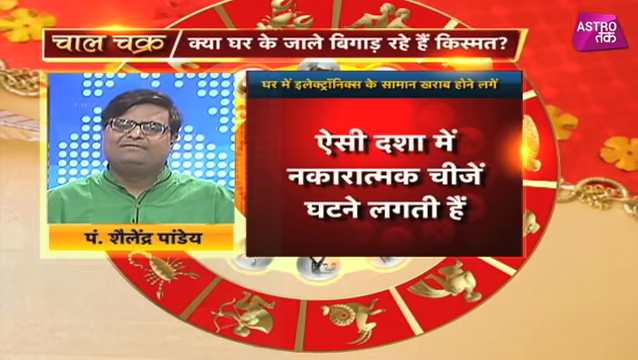 ASTRO
तक
चाल चक्र
क्या घर के जाले बिगाड़ रहे हैं किस्मत?
घर में इलेक्ट्रॉनिक्स के सामान खराब होने लगें
ऐसी दशा में
नकारात्मक चीजें
घटने लगती हैं
पं. शैलेंद्र पांडेय